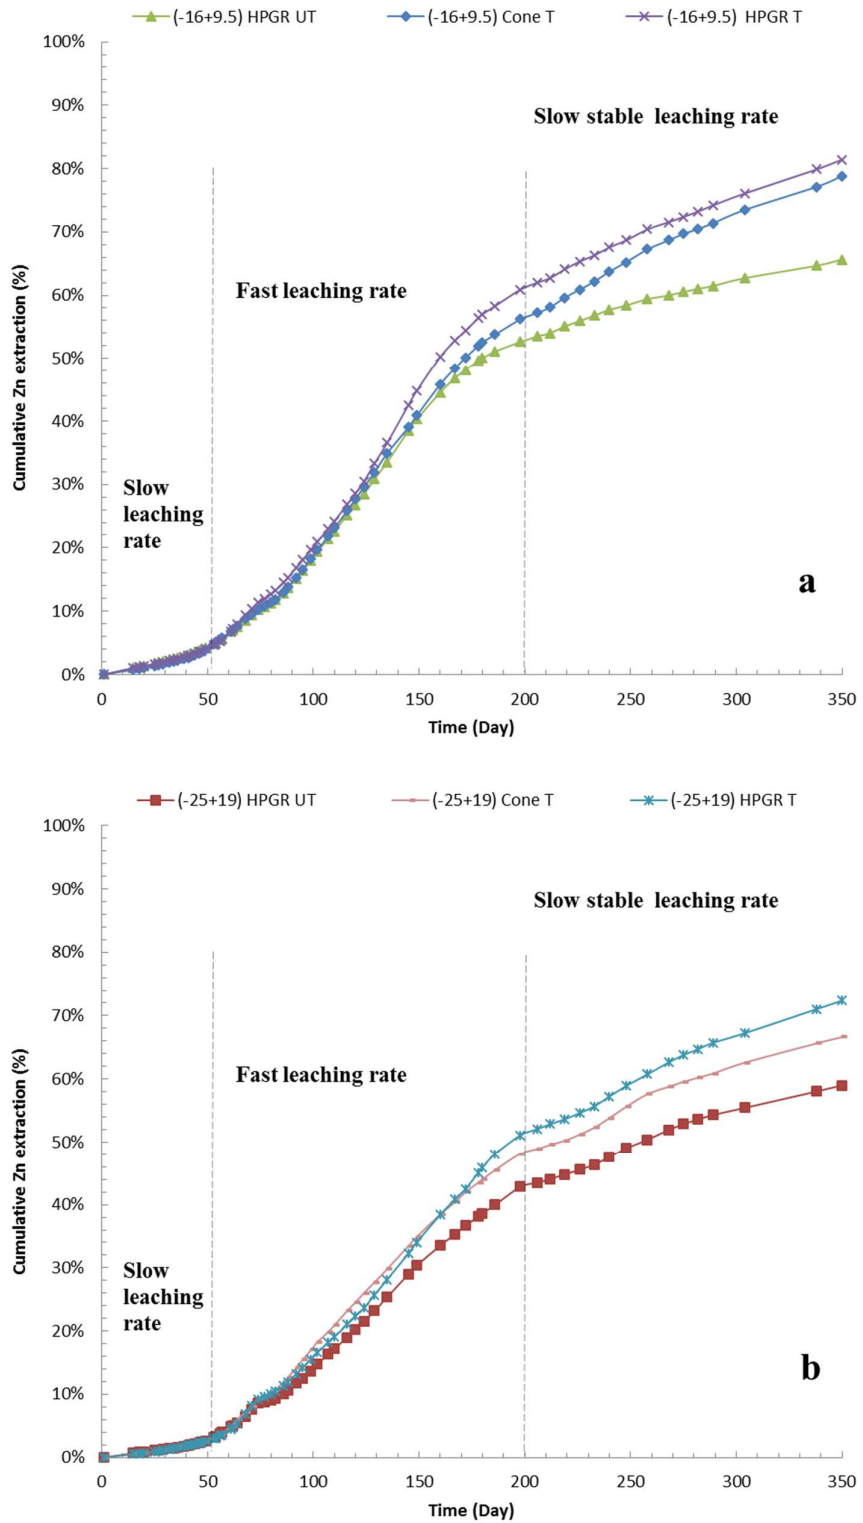 (-16+9.5) HPGR UT (-16+9.5) Cone T (-16+9.5) HPGR T
100%
90%
Slow stable leaching rate
80%
70%
Fast leaching rate
60%
50%
Cumulative Zn extraction (%)
40%
30%
Slow
leaching
rate
20%
a
10%
0%
0 50 100 150 200 250 300 350
Time (Day)
(-25+19) HPGR UT (-25+19) Cone T (-25+19) HPGR T
100%
90%
Slow stable leaching rate
80%
70%
Fast leaching rate
60%
50%
Cumulative Zn extraction (%)
40%
30%
Slow
leaching
rate
20%
b
10%
0%
0 50 100 150 200 250 300 350
Time (Day)